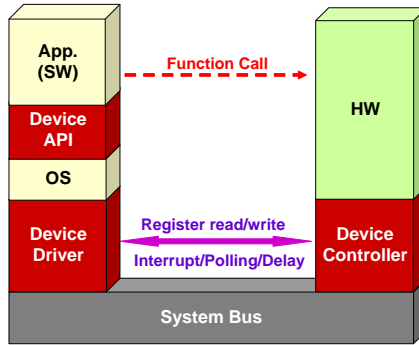 App.
(SW)
Function Call
HW
Device
API
OS
Device
Driver
Register read/write
Interrupt/Polling/Delay
Device
Controller
System Bus